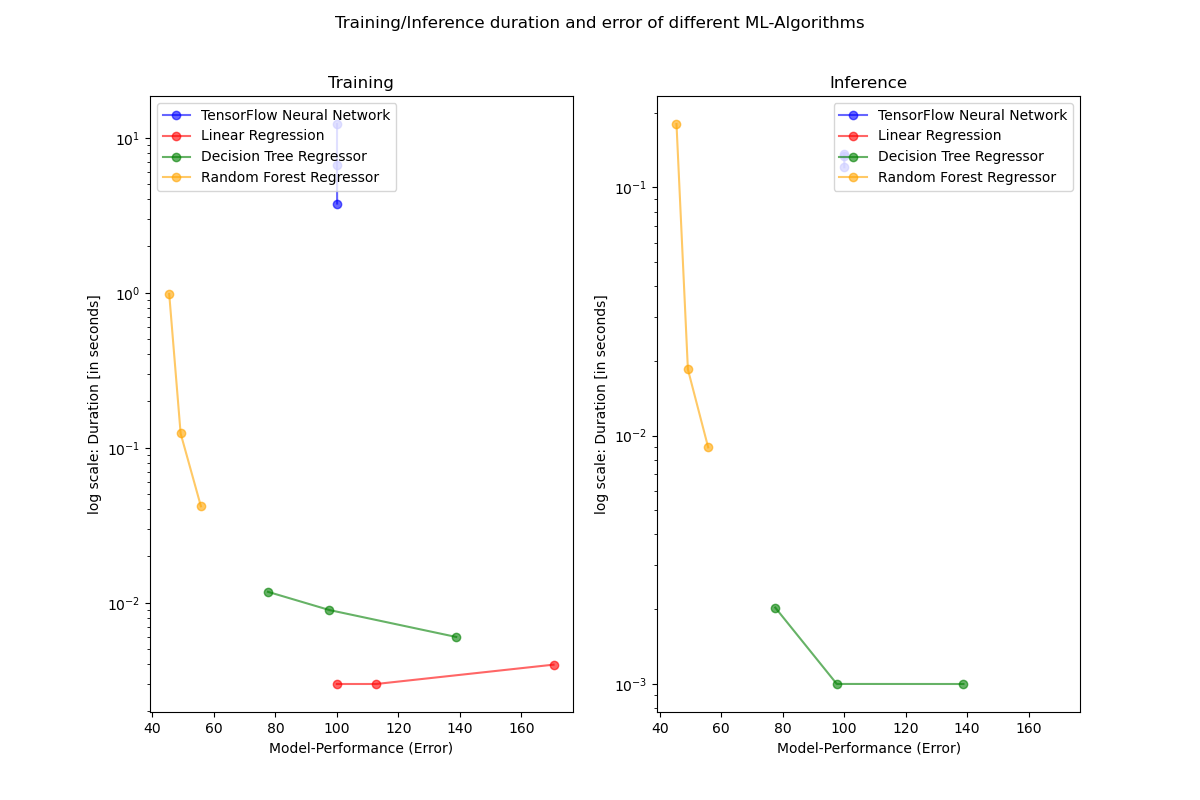 Training/Inference duration and error of different ML-Algorithms
Training
TensorFlow Neural Network
Linear Regression
Decision Tree Regressor
Random Forest Regressor
10¹
10⁰
10⁻¹
10⁻²
log scale: Duration [in seconds]
40 60 80 100 120 140 160
Model-Performance (Error)
Inference
TensorFlow Neural Network
Linear Regression
Decision Tree Regressor
Random Forest Regressor
10⁻¹
10⁻²
10⁻³
log scale: Duration [in seconds]
40 60 80 100 120 140 160
Model-Performance (Error)